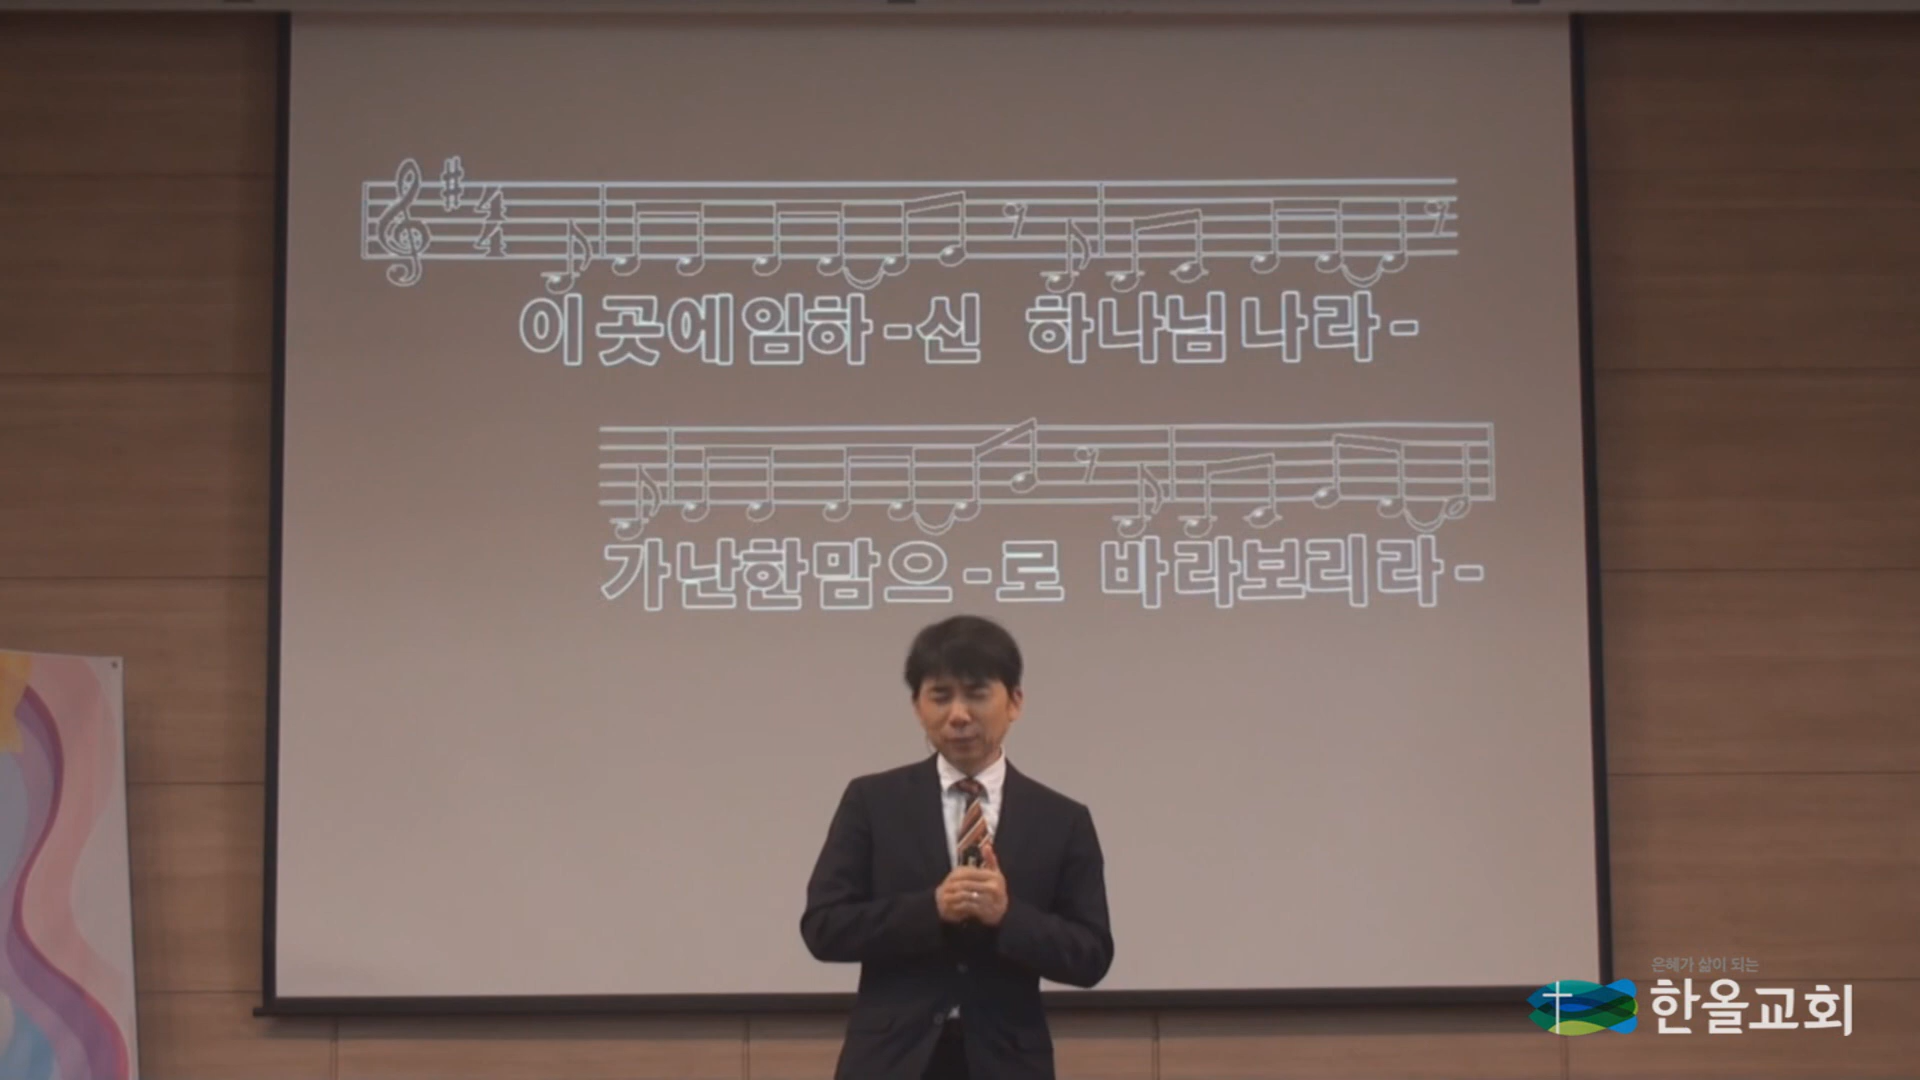 이곳에임하-신 하나님나라-
가난한맘으-로 바라보리라-
은혜가 삶이 되는
한올교회